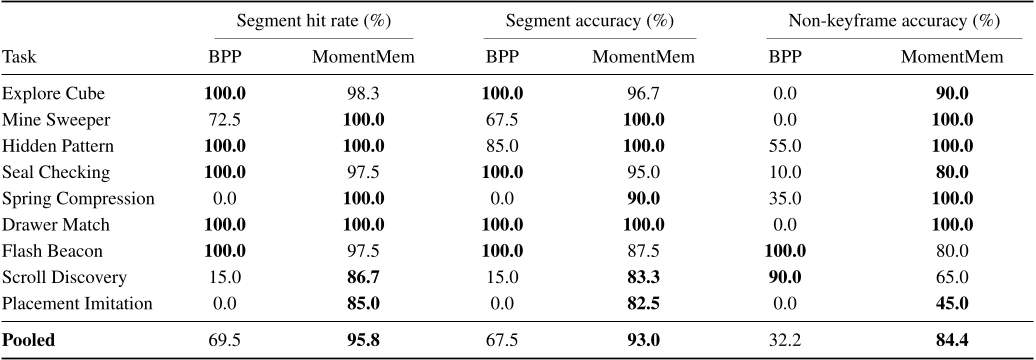 Segment hit rate (%) Segment accuracy (%) Non-keyframe accuracy (%)
Task BPP MomentMem BPP MomentMem BPP MomentMem
Explore Cube 100.0 98.3 100.0 96.7 0.0 90.0
Mine Sweeper 72.5 100.0 67.5 100.0 0.0 100.0
Hidden Pattern 100.0 100.0 85.0 100.0 55.0 100.0
Seal Checking 100.0 97.5 100.0 95.0 10.0 80.0
Spring Compression 0.0 100.0 0.0 90.0 35.0 100.0
Drawer Match 100.0 100.0 100.0 100.0 0.0 100.0
Flash Beacon 100.0 97.5 100.0 87.5 100.0 80.0
Scroll Discovery 15.0 86.7 15.0 83.3 90.0 65.0
Placement Imitation 0.0 85.0 0.0 82.5 0.0 45.0
Pooled 69.5 95.8 67.5 93.0 32.2 84.4